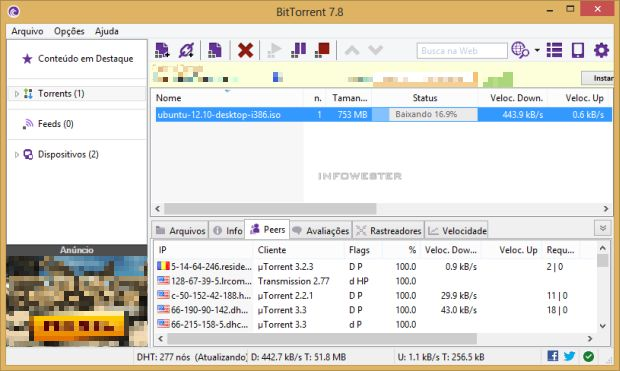 BitTorrent 7.8
Arquivo Opções Ajuda
Conteúdo em Destaque
Torrents (1)
Feeds (0)
Dispositivos (2)
Busca na Web
Instar
Nome n. Taman... Status Veloc. Down. Veloc. Up
ubuntu-12.10-desktop-i386.iso 1 753 MB Baixando 16.9% 443.9 kB/s 0.6 kB/s
INFOWESTER
Arquivos Info Peers Avaliações Rastreadores Velocidade
Anúncio
IP Cliente Flags % Veloc. Dow... Veloc. Up Requ...
5-14-64-246.reside... µTorrent 3.2.3 D P 100.0 0.9 kB/s 2 | 0
128-67-39-5.lrcom... Transmission 2.77 d HP 100.0
c-50-152-42-188.h... µTorrent 2.2.1 D P 100.0 29.9 kB/s 11 | 0
66-190-90-142.dh... µTorrent 3.3 D P 100.0 43.0 kB/s 18 | 0
66-215-158-5.dhc... µTorrent 3.3 d P 100.0
DHT: 277 nós (Atualizando) D: 442.7 kB/s T: 51.8 MB U: 1.1 kB/s T: 256.5 kB